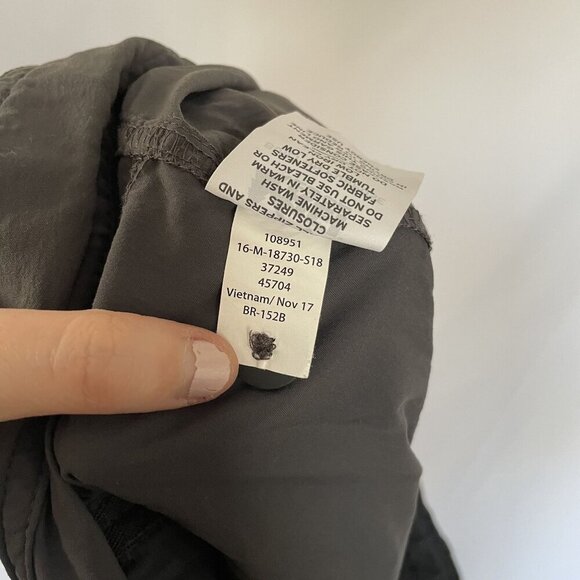 108951
16-M-18730-S18
37249
45704
Vietnam/ Nov 17
BR-152B
ZIPPERS AND
CLOSURES
MACHINE WASH
SEPARATELY IN WARM
DO NOT USE BLEACH OR
FABRIC SOFTENERS
TUMBLE DRY LOW